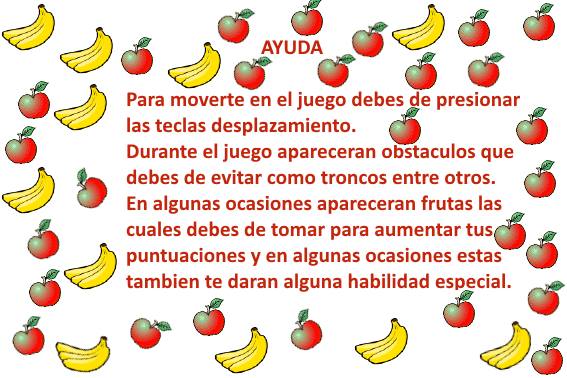 AYUDA
Para moverte en el juego debes de presionar
las teclas desplazamiento.
Durante el juego apareceran obstaculos que
debes de evitar como troncos entre otros.
En algunas ocasiones apareceran frutas las
cuales debes de tomar para aumentar tus
puntuaciones y en algunas ocasiones estas
tambien te daran alguna habilidad especial.